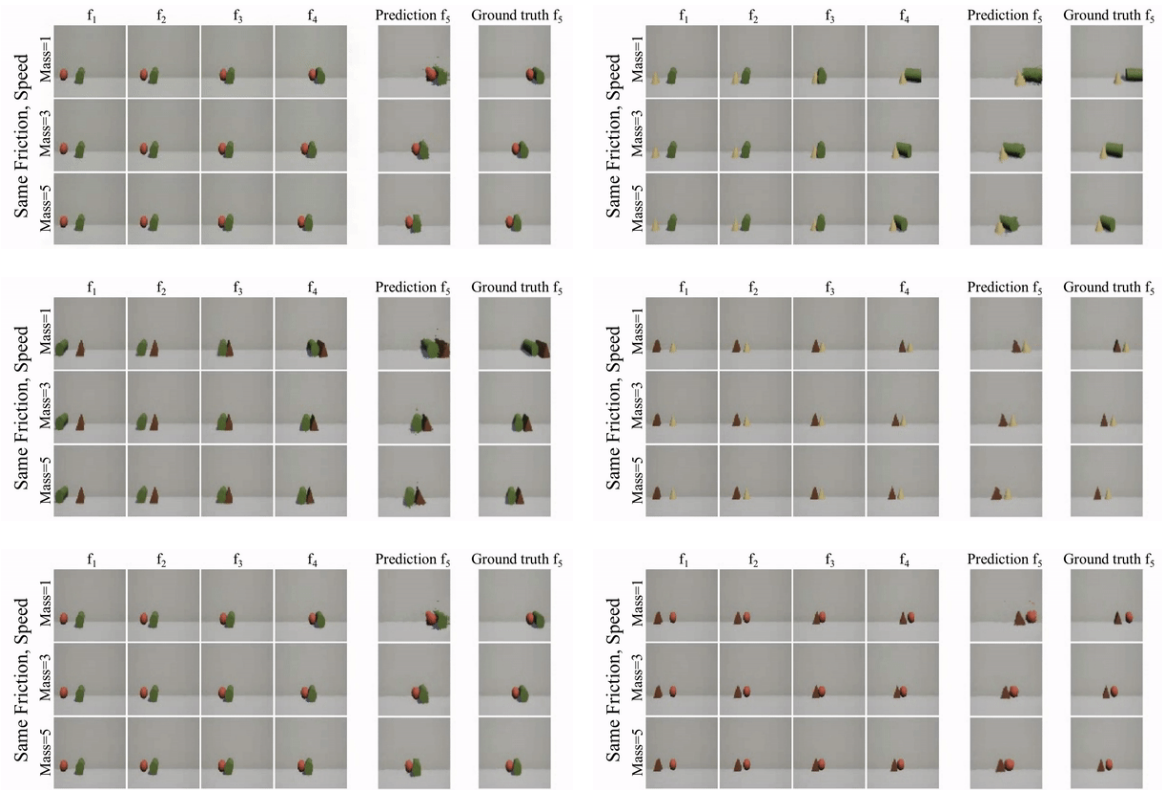 f₁ f₂ f₃ f₄ Prediction f₅ Ground truth f₅
Same Friction, Speed
Mass=1
Mass=3
Mass=5
f₁ f₂ f₃ f₄ Prediction f₅ Ground truth f₅
Same Friction, Speed
Mass=1
Mass=3
Mass=5
f₁ f₂ f₃ f₄ Prediction f₅ Ground truth f₅
Same Friction, Speed
Mass=1
Mass=3
Mass=5
f₁ f₂ f₃ f₄ Prediction f₅ Ground truth f₅
Same Friction, Speed
Mass=1
Mass=3
Mass=5
f₁ f₂ f₃ f₄ Prediction f₅ Ground truth f₅
Same Friction, Speed
Mass=1
Mass=3
Mass=5
f₁ f₂ f₃ f₄ Prediction f₅ Ground truth f₅
Same Friction, Speed
Mass=1
Mass=3
Mass=5